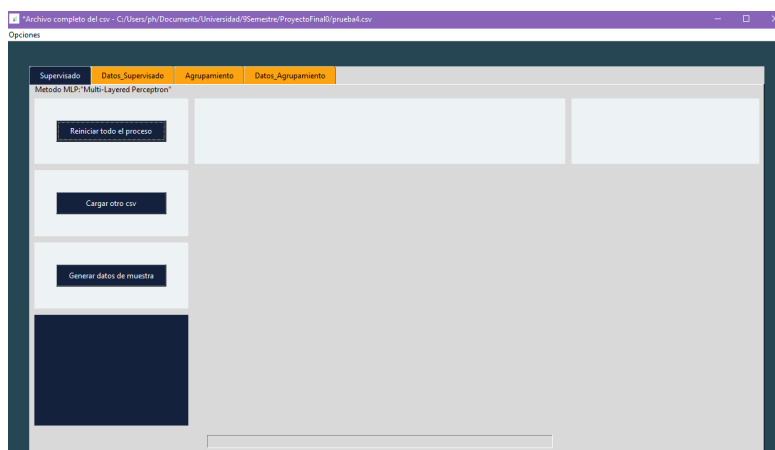 *Archivo completo del csv - C:/Users/ph/Documents/Universidad/9Semestre/ProyectoFinal0/prueba4.csv
Opciones
Supervisado Datos_Supervisado Agrupamiento Datos_Agrupamiento
Metodo MLP:"Multi-Layered Perceptron"
Reiniciar todo el proceso
Cargar otro csv
Generar datos de muestra